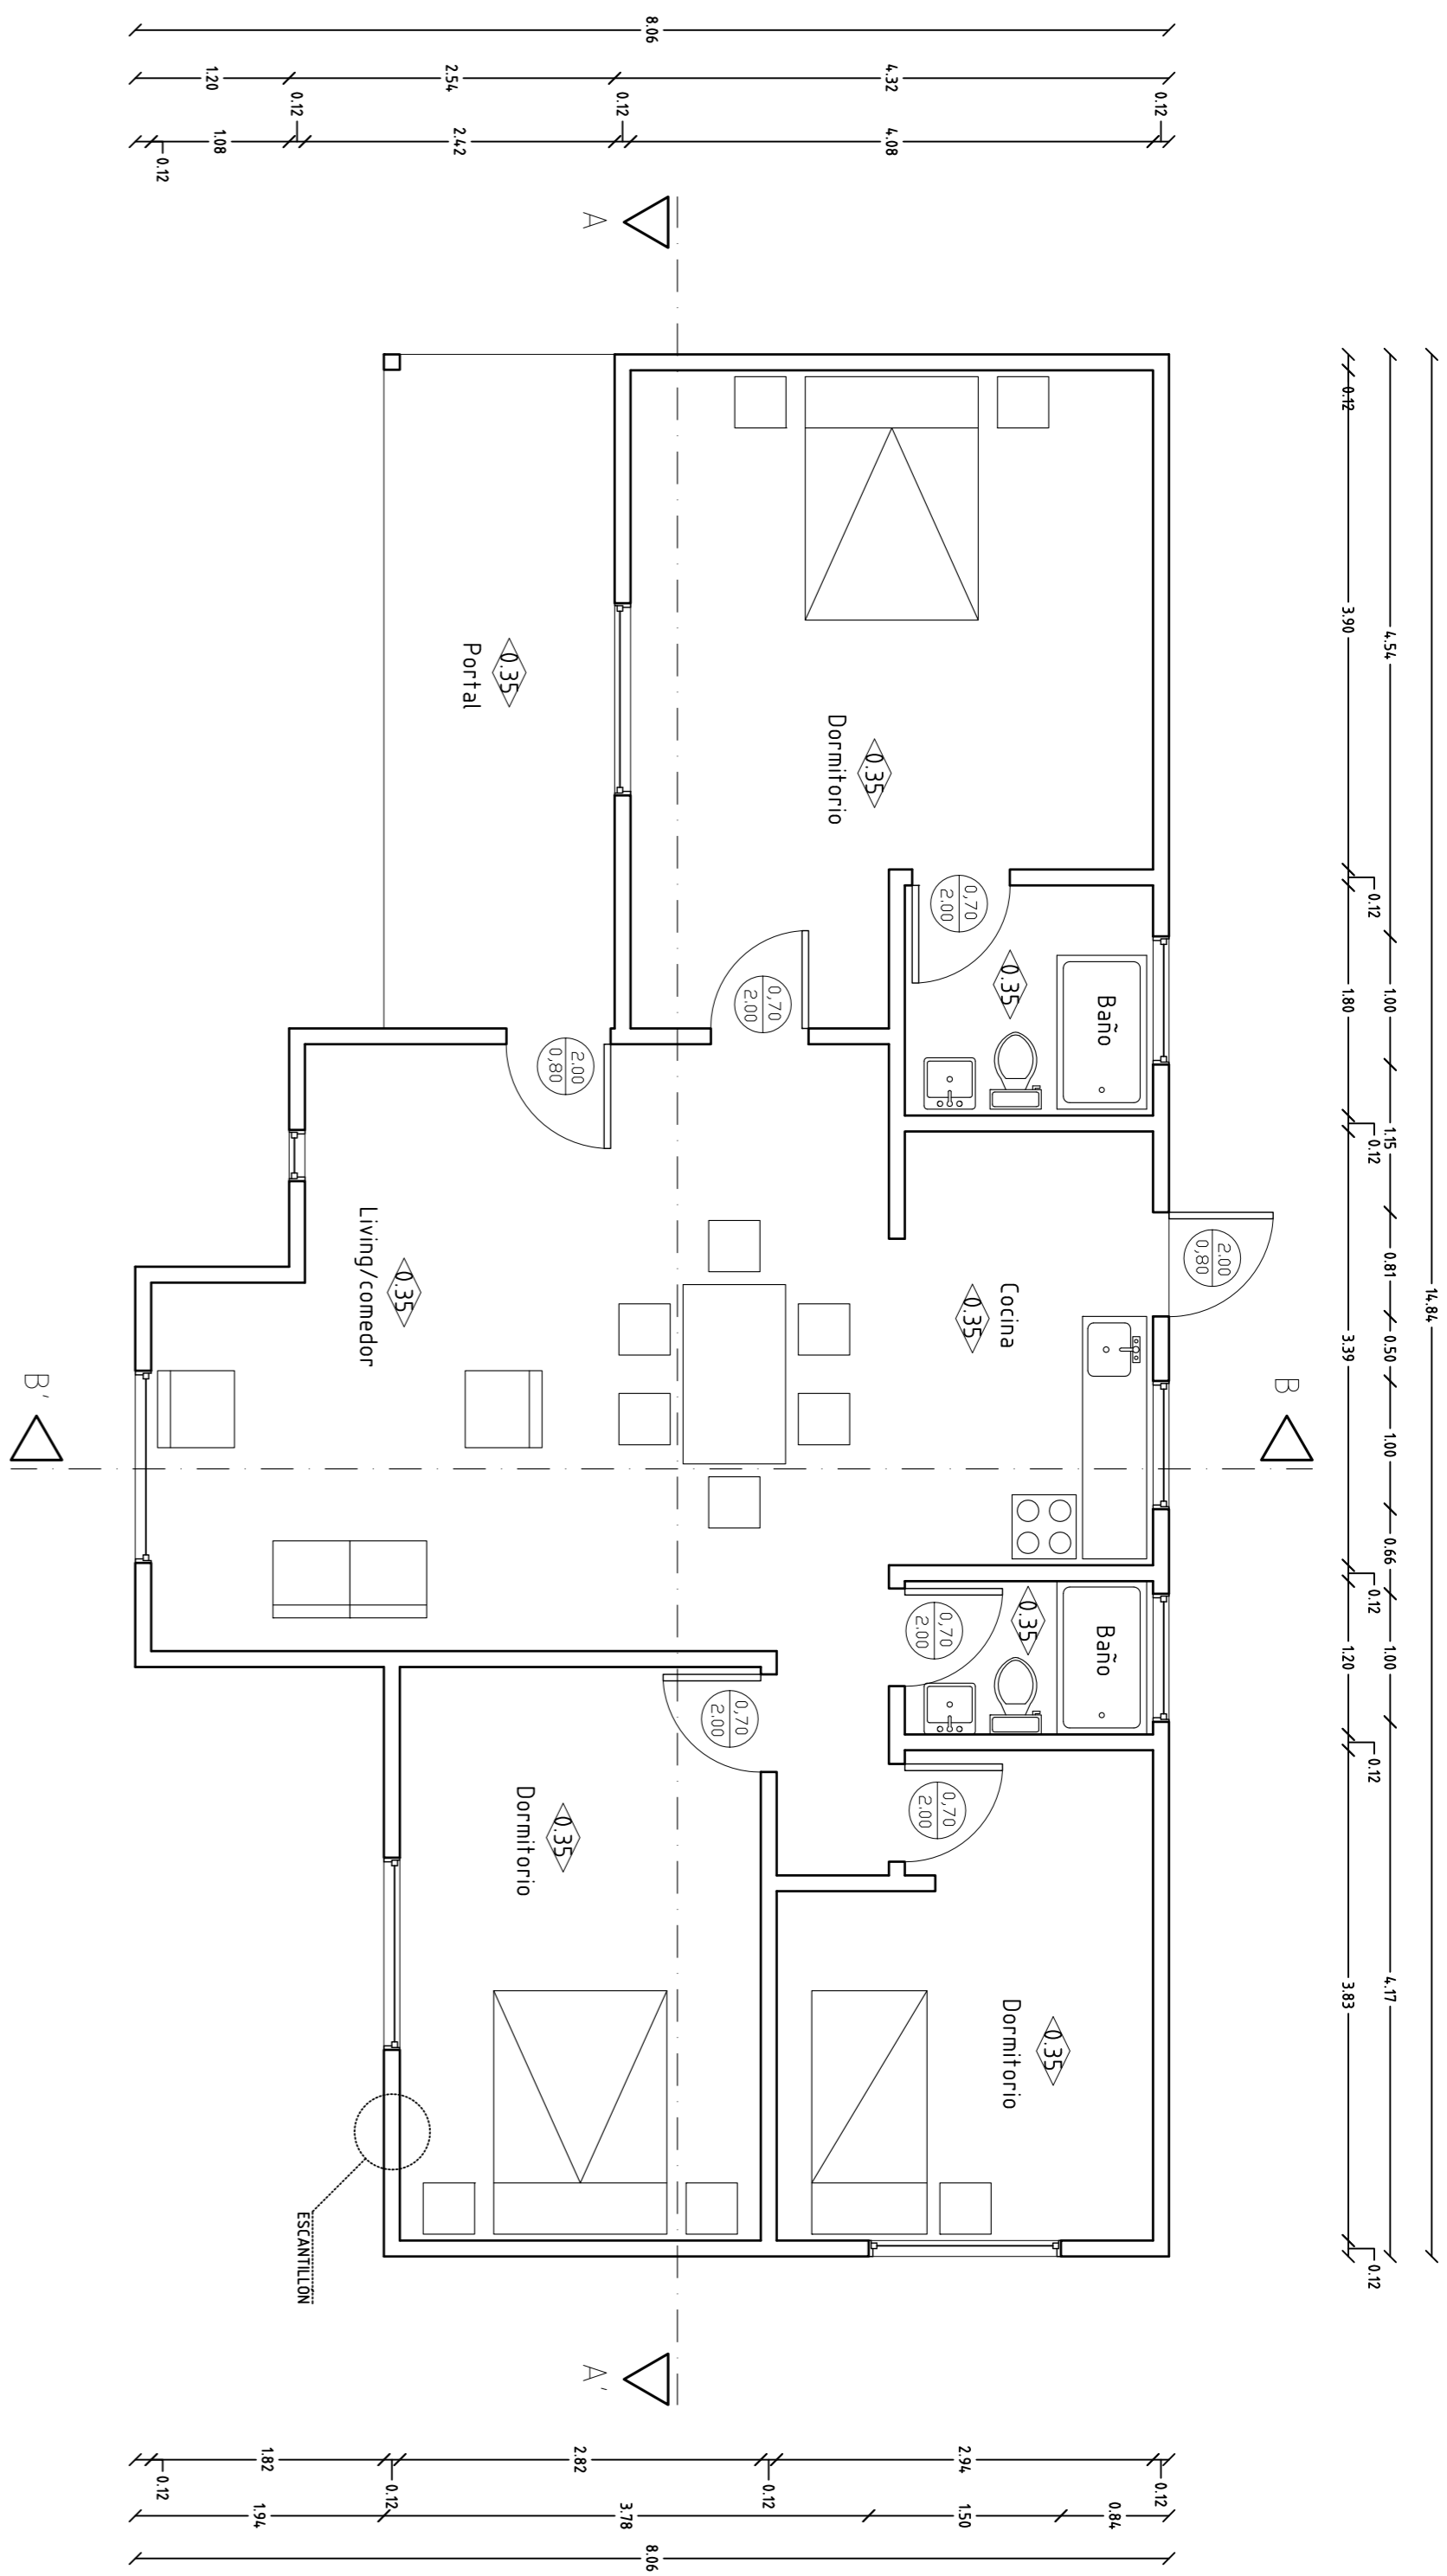 14.84
4.54 1.00 1.15 0.81 0.50 1.00 0.66 1.00 4.17
0.12 0.12 0.12 0.12 0.12
0.12 3.90 1.80 3.39 1.20 3.83
B
2.00
0,80
8.06
4.32
2.54
1.20
0.12
4.08
0.12
2.42
0.12
1.08
0.12
Baño
0.35
0,70
2.00
Cocina
0.35
Baño
0.35
0,70
2.00
Dormitorio
0.35
0,70
2.00
0.35
Dormitorio
0,70
2.00
0,70
2.00
2.00
0,80
0.35
Portal
0.35
Living/comedor
0.35
Dormitorio
ESCANTILLON
A
A'
B'
0.12
2.94
0.12
2.82
0.12
1.82
0.12
0.84
1.50
3.78
1.94
8.06